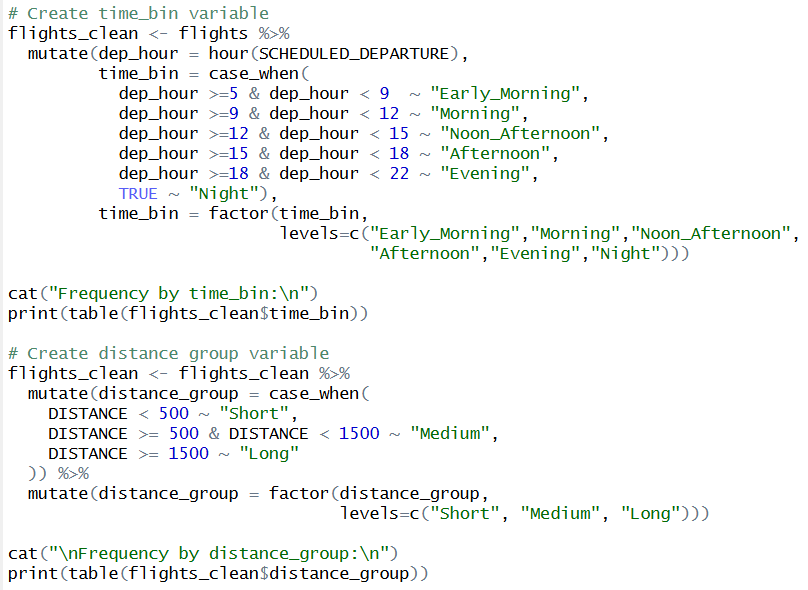 # Create time_bin variable
flights_clean <- flights %>%
  mutate(dep_hour = hour(SCHEDULED_DEPARTURE),
         time_bin = case_when(
           dep_hour >=5 & dep_hour < 9  ~ "Early_Morning",
           dep_hour >=9 & dep_hour < 12 ~ "Morning",
           dep_hour >=12 & dep_hour < 15 ~ "Noon_Afternoon",
           dep_hour >=15 & dep_hour < 18 ~ "Afternoon",
           dep_hour >=18 & dep_hour < 22 ~ "Evening",
           TRUE ~ "Night"),
         time_bin = factor(time_bin,
                           levels=c("Early_Morning","Morning","Noon_Afternoon",
                                    "Afternoon","Evening","Night")))

cat("Frequency by time_bin:\n")
print(table(flights_clean$time_bin))

# Create distance group variable
flights_clean <- flights_clean %>%
  mutate(distance_group = case_when(
    DISTANCE < 500 ~ "Short",
    DISTANCE >= 500 & DISTANCE < 1500 ~ "Medium",
    DISTANCE >= 1500 ~ "Long"
  )) %>%
  mutate(distance_group = factor(distance_group,
                                 levels=c("Short", "Medium", "Long")))

cat("\nFrequency by distance_group:\n")
print(table(flights_clean$distance_group))